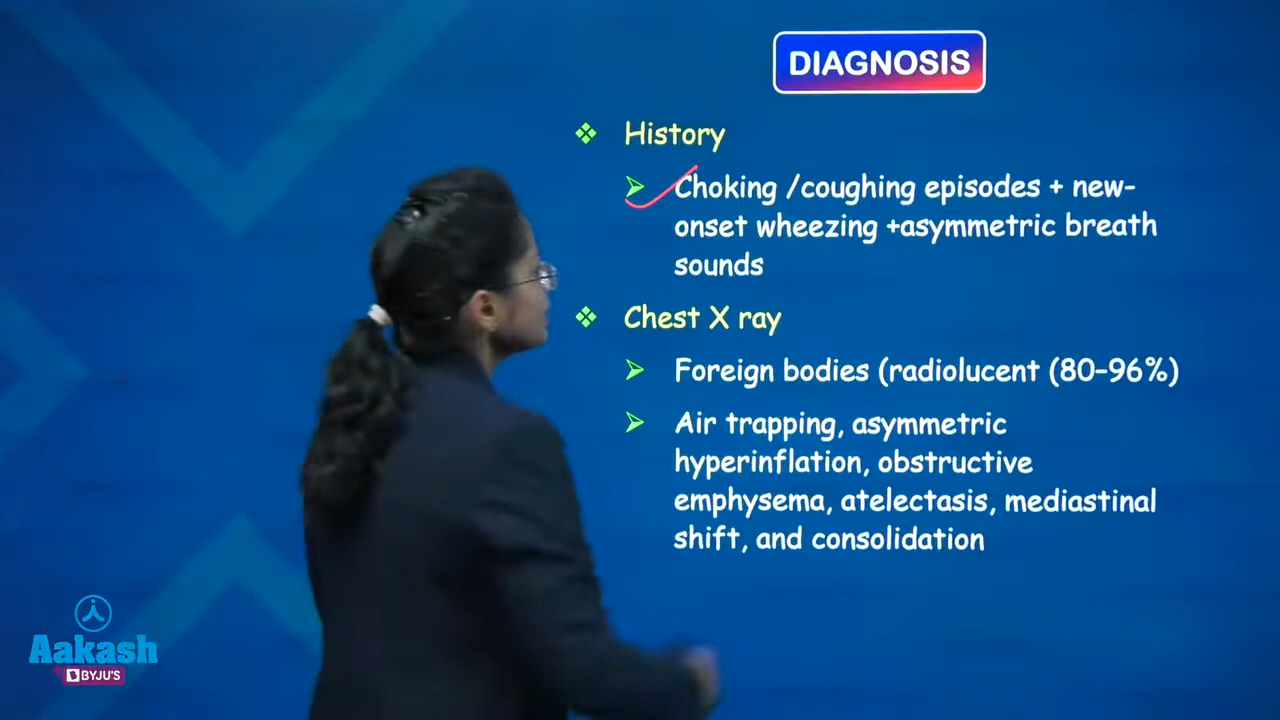 DIAGNOSIS
History
Choking /coughing episodes + new-
onset wheezing +asymmetric breath
sounds
Chest X ray
Foreign bodies (radiolucent (80–96%)
Air trapping, asymmetric
hyperinflation, obstructive
emphysema, atelectasis, mediastinal
shift, and consolidation
Aakash
BYJU'S